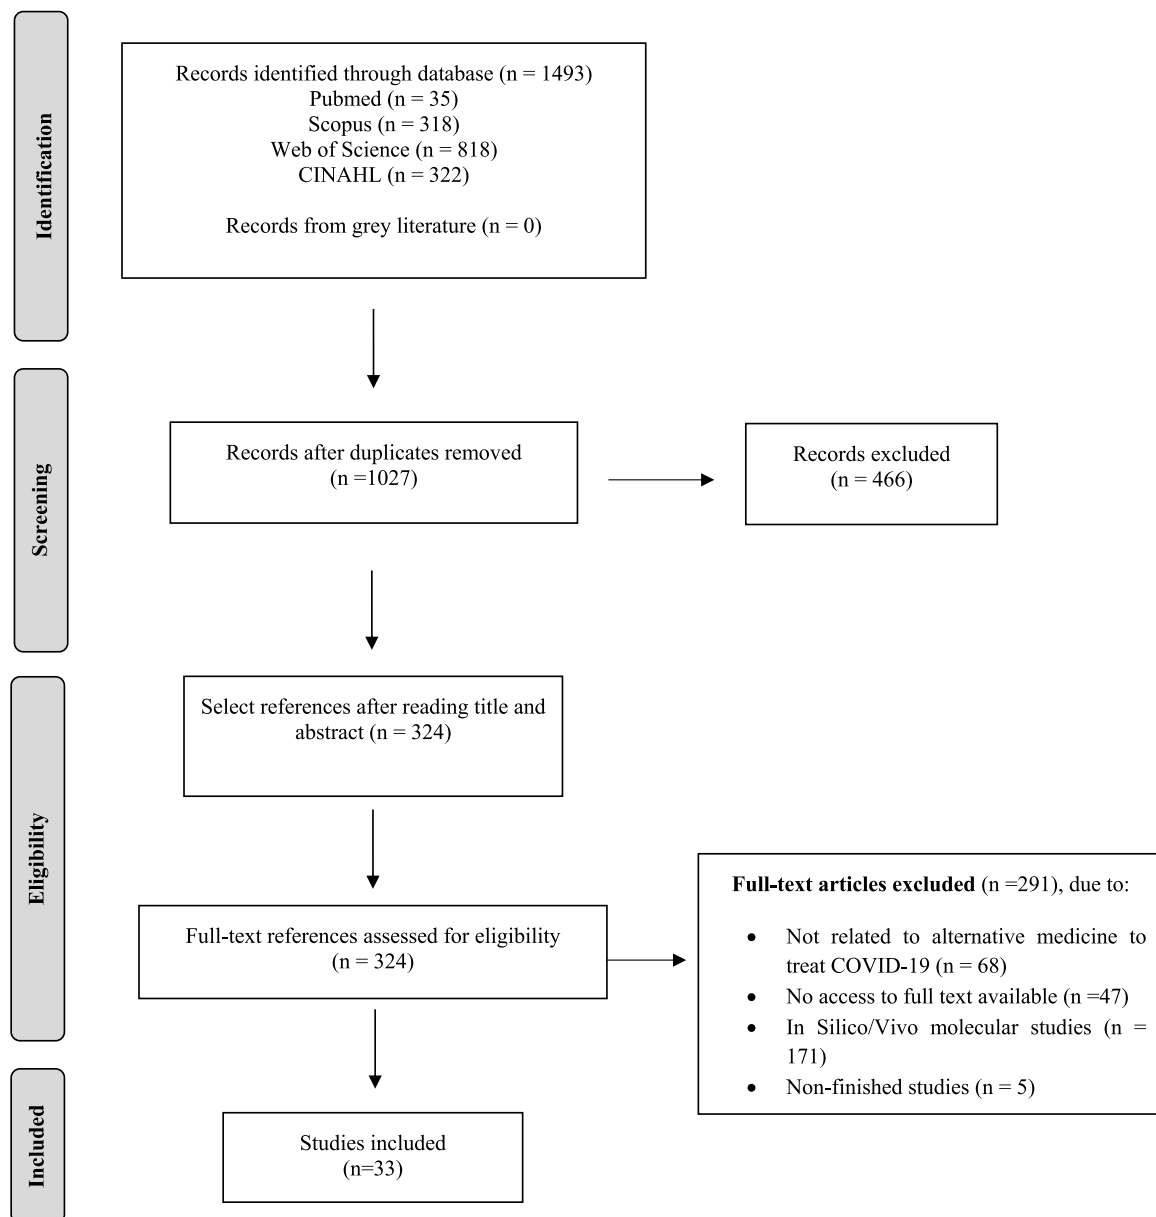 Identification
Records identified through database (n = 1493)
Pubmed (n = 35)
Scopus (n = 318)
Web of Science (n = 818)
CINAHL (n = 322)
Records from grey literature (n = 0)
Screening
Records after duplicates removed
(n =1027)
Records excluded
(n = 466)
Eligibility
Select references after reading title and
abstract (n = 324)
Full-text references assessed for eligibility
(n = 324)
Full-text articles excluded (n =291), due to:
• Not related to alternative medicine to
treat COVID-19 (n = 68)
• No access to full text available (n =47)
• In Silico/Vivo molecular studies (n =
171)
• Non-finished studies (n = 5)
Included
Studies included
(n=33)